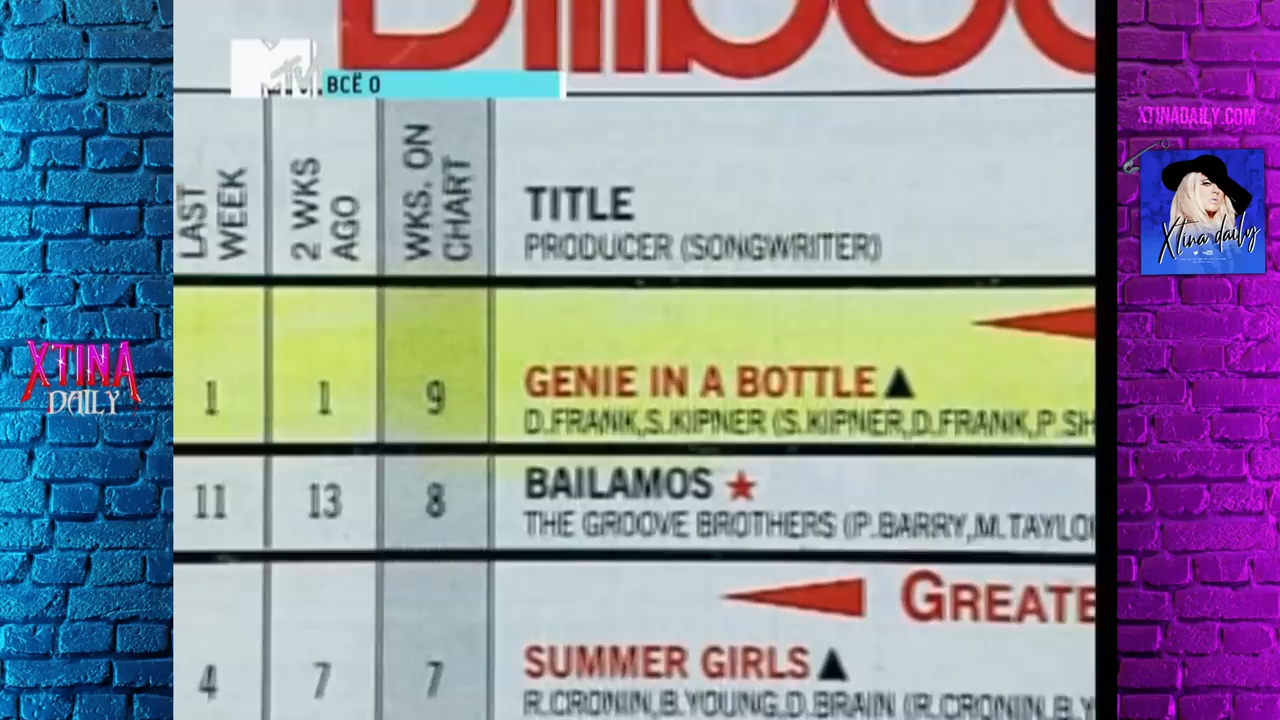 Billboa
MTV.
ВСЁ О
LAST
WEEK
2 WKS
AGO
WKS. ON
CHART
TITLE
PRODUCER (SONGWRITER)
1 1 9 GENIE IN A BOTTLE▲
D.FRANK,S.KIPNER (S.KIPNER,D.FRANK,P.SH
11 13 8 BAILAMOS ★
THE GROOVE BROTHERS (P.BARRY,M.TAYLO
GREATE
4 7 7 SUMMER GIRLS▲
R.CRONIN,B.YOUNG,D.BRAIN (R.CRONIN,B.Y
XTINA
DAILY
XTINADAILY.COM
Xtina daily